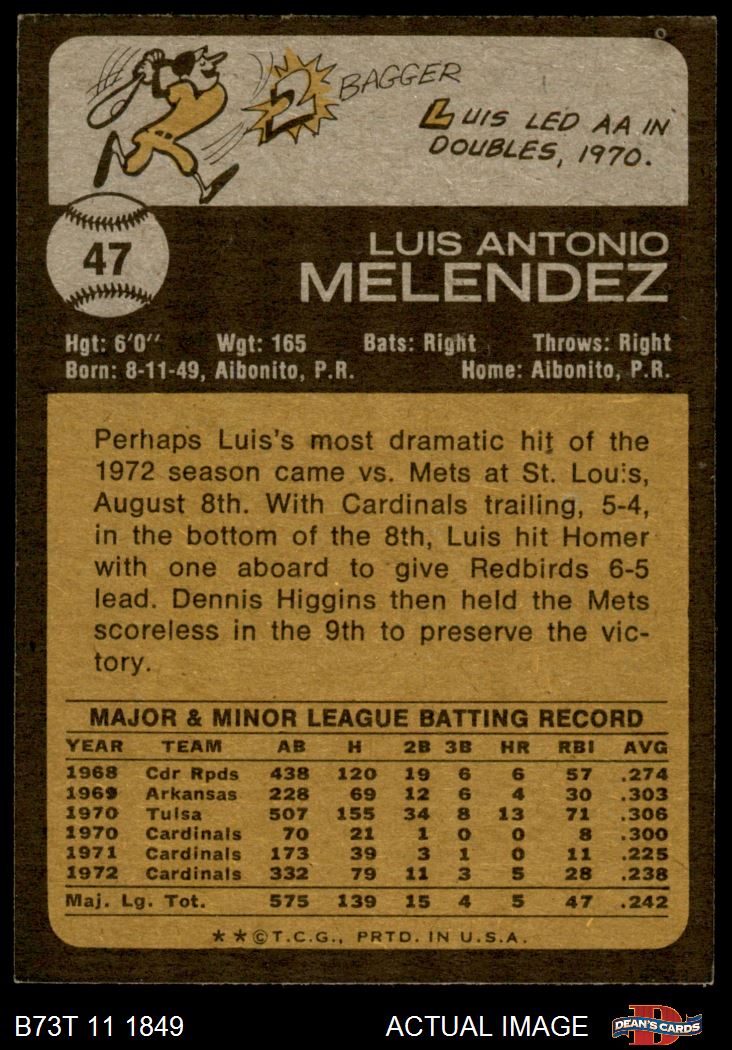 2 BAGGER
LUIS LED AA IN
DOUBLES, 1970.
47
LUIS ANTONIO
MELENDEZ
Hgt: 6'0" Wgt: 165 Bats: Right Throws: Right
Born: 8-11-49, Aibonito, P.R. Home: Aibonito, P.R.
Perhaps Luis's most dramatic hit of the
1972 season came vs. Mets at St. Louis,
August 8th. With Cardinals trailing, 5-4,
in the bottom of the 8th, Luis hit Homer
with one aboard to give Redbirds 6-5
lead. Dennis Higgins then held the Mets
scoreless in the 9th to preserve the vic-
tory.
MAJOR & MINOR LEAGUE BATTING RECORD
YEAR TEAM AB H 2B 3B HR RBI AVG
1968 Cdr Rpds 438 120 19 6 6 57 .274
1969 Arkansas 228 69 12 6 4 30 .303
1970 Tulsa 507 155 34 8 13 71 .306
1970 Cardinals 70 21 1 0 0 8 .300
1971 Cardinals 173 39 3 1 0 11 .225
1972 Cardinals 332 79 11 3 5 28 .238
Maj. Lg. Tot. 575 139 15 4 5 47 .242
**©T.C.G., PRTD. IN U.S.A.
B73T 11 1849 ACTUAL IMAGE D DEAN'S CARDS